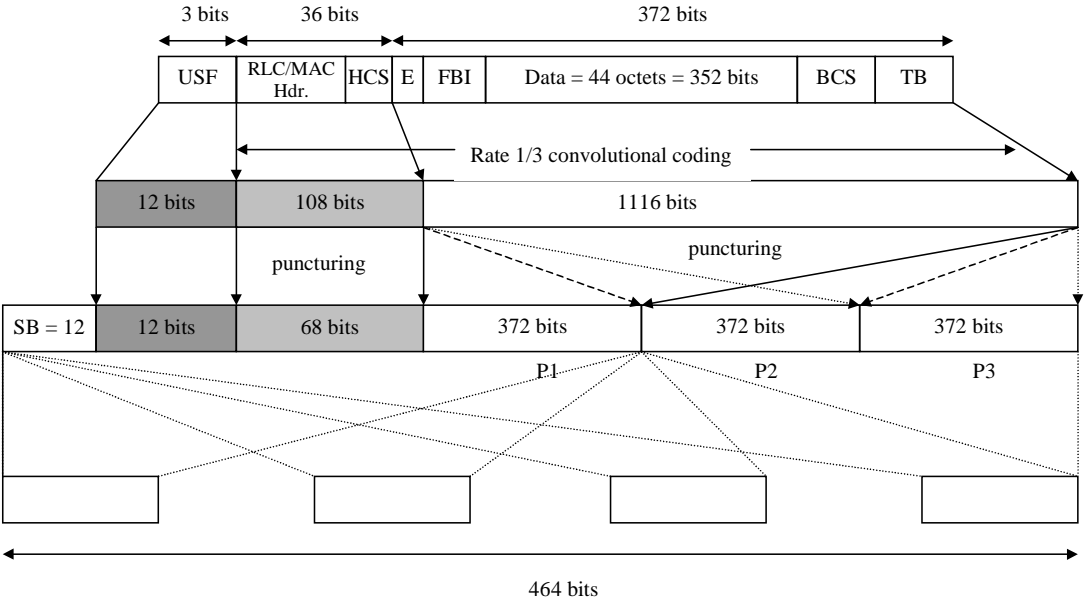 3 bits
36 bits
372 bits
USF
RLC/MAC
Hdr.
HCS
E
FBI
Data = 44 octets = 352 bits
BCS
TB
Rate 1/3 convolutional coding
12 bits
108 bits
1116 bits
puncturing
puncturing
SB = 12
12 bits
68 bits
372 bits
372 bits
372 bits
P1
P2
P3
464 bits